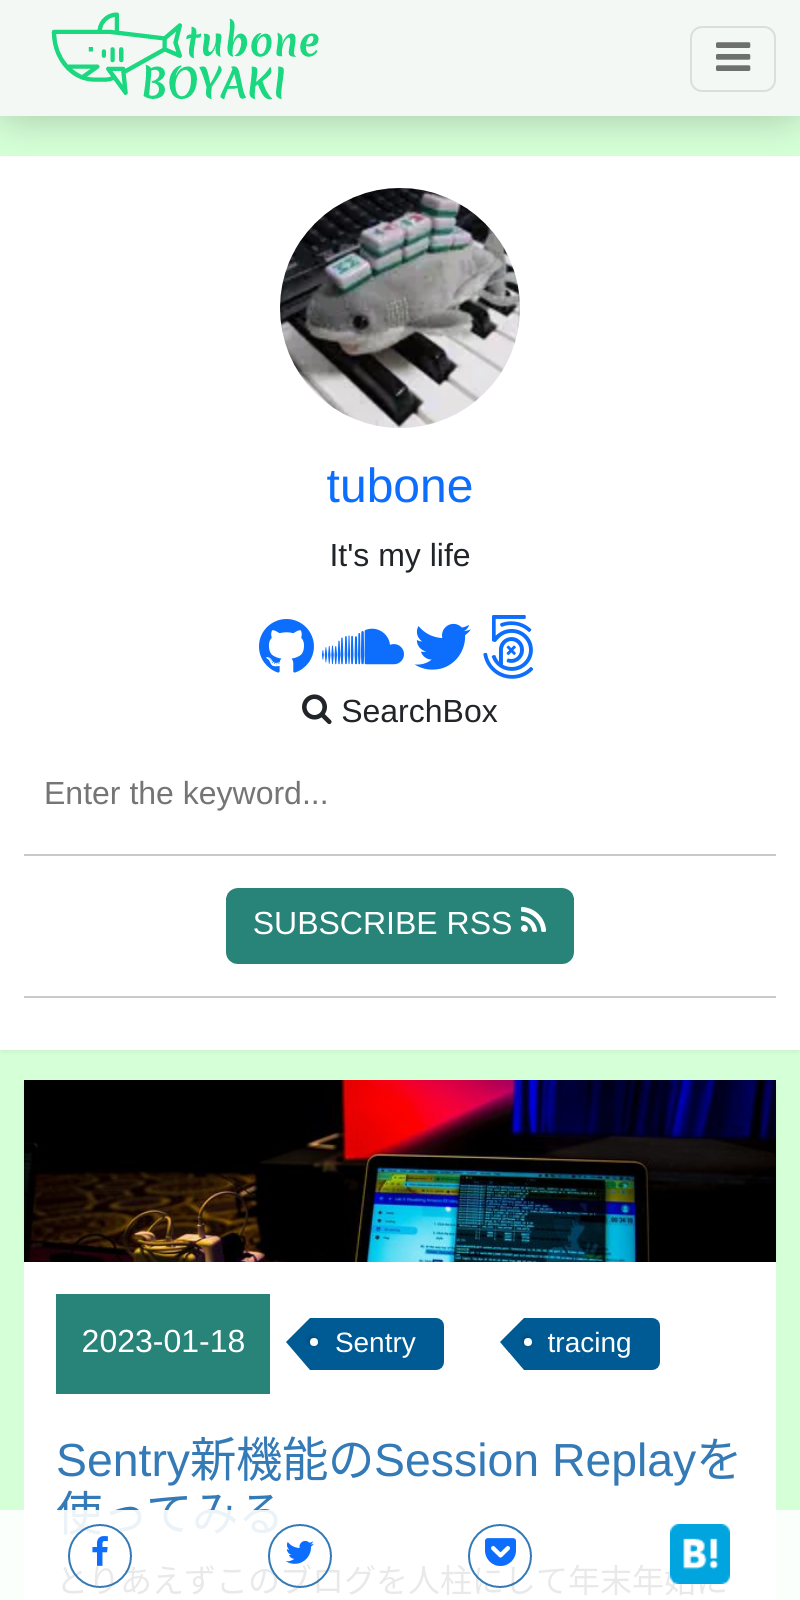 tubone
BOYAKI
tubone
It's my life
SearchBox
Enter the keyword...
SUBSCRIBE RSS
2023-01-18
Sentry
tracing
Sentry新機能のSession Replayを
使ってみる
とりあえずこのブログを人柱にして年末年始に
B!